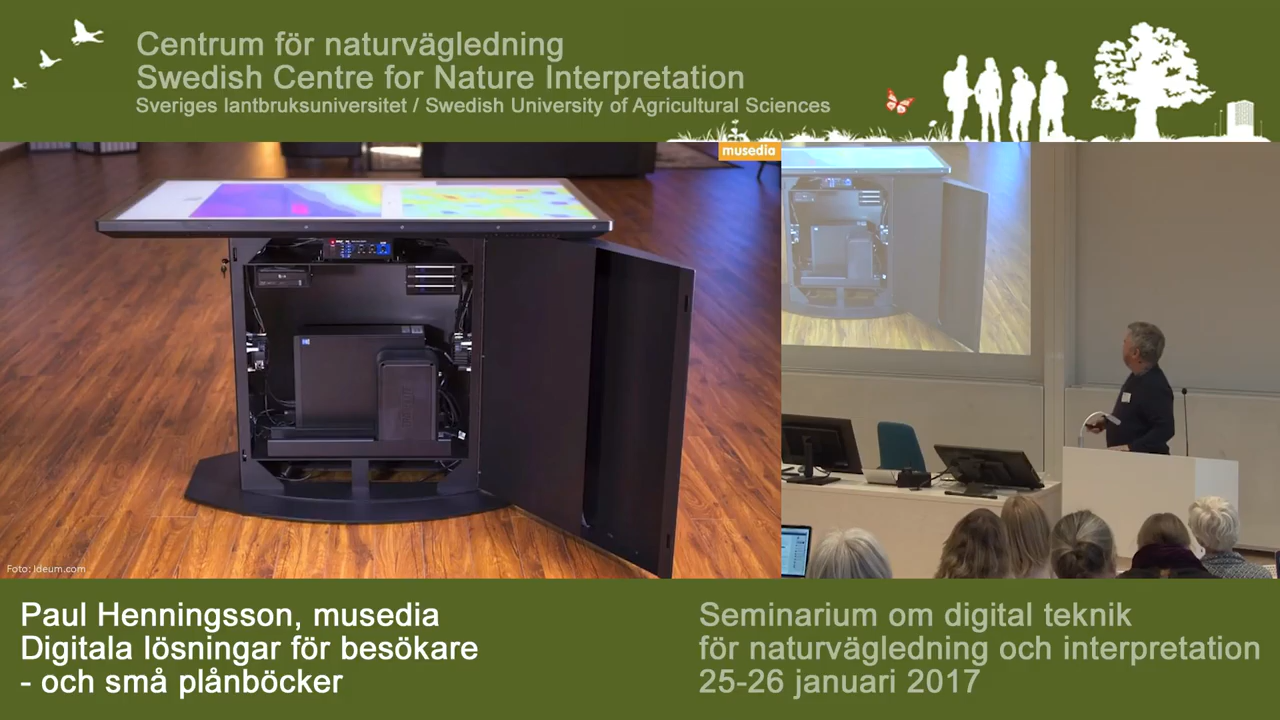 Centrum för naturvägledning
Swedish Centre for Nature Interpretation
Sveriges lantbruksuniversitet / Swedish University of Agricultural Sciences
musedia
Foto: Ideum.com
Paul Henningsson, musedia
Digitala lösningar för besökare
- och små plånböcker
Seminarium om digital teknik
för naturvägledning och interpretation
25-26 januari 2017